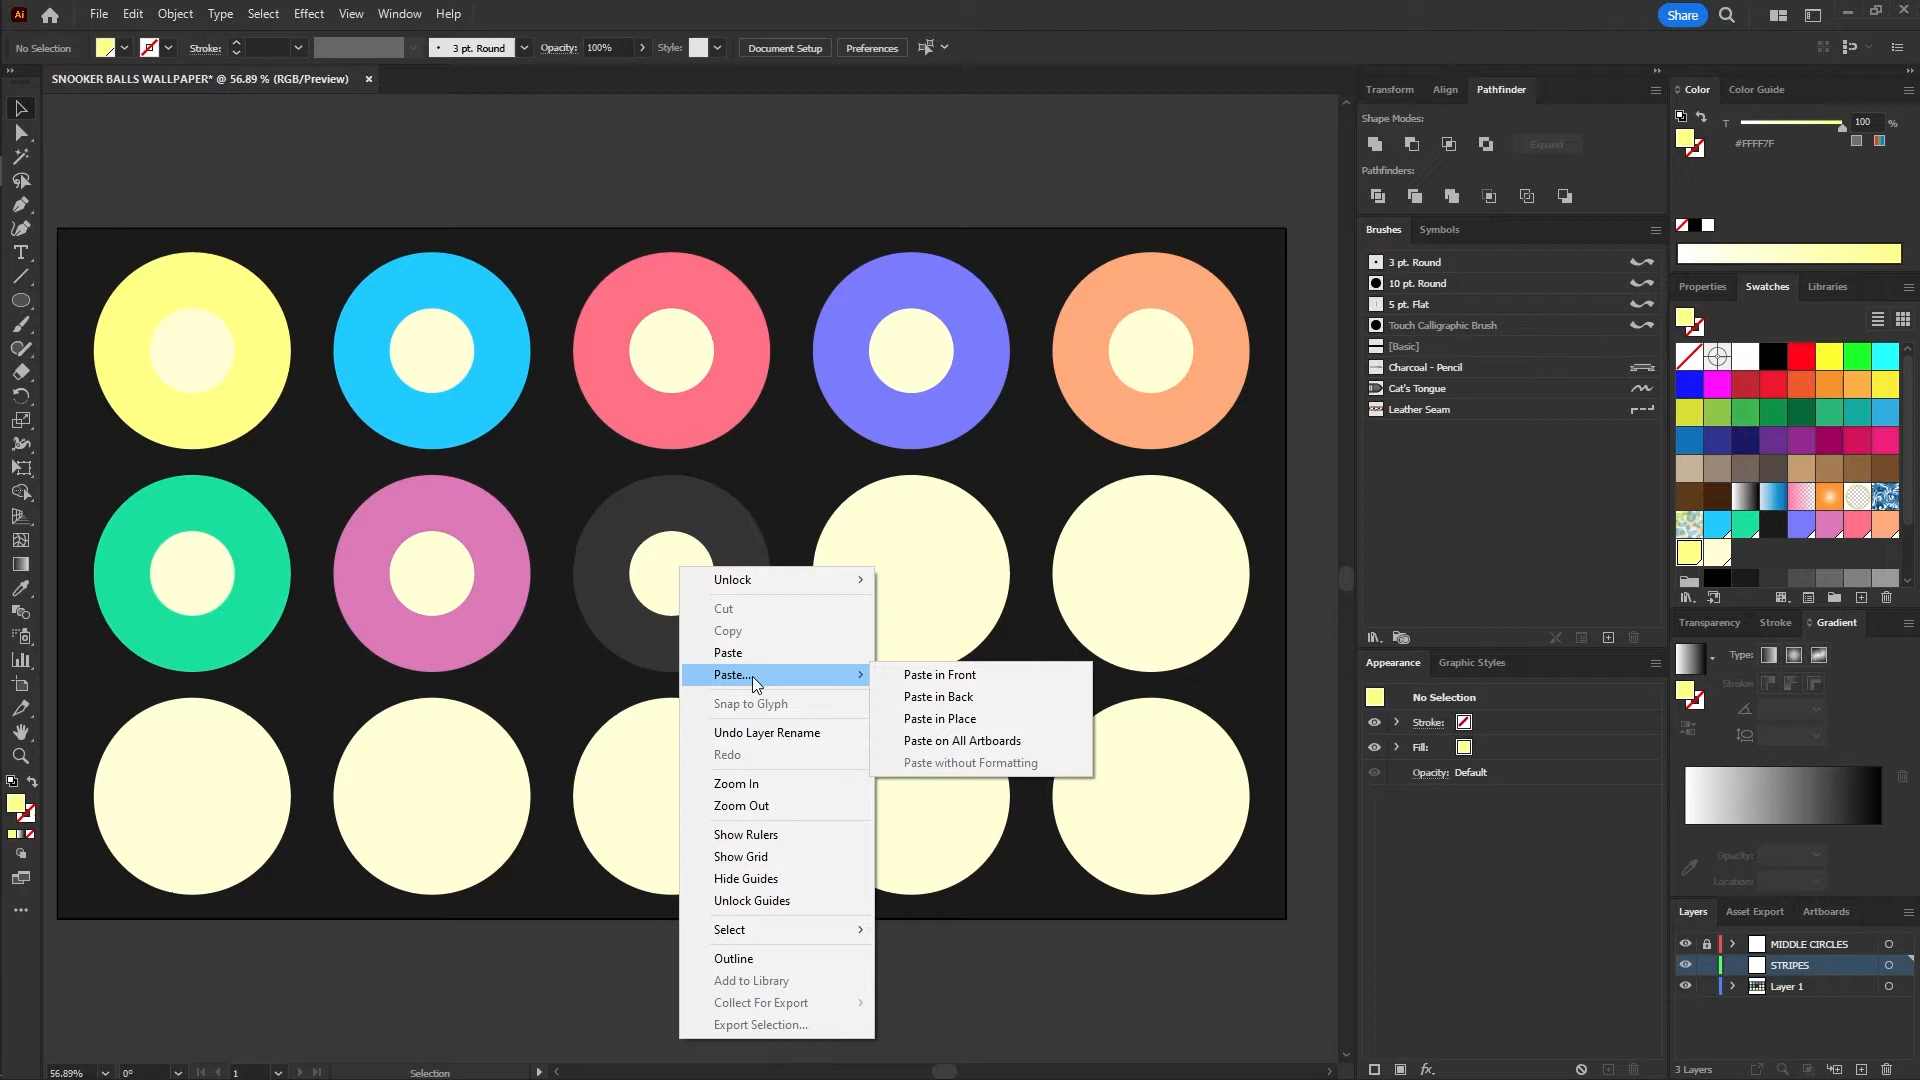 Ai File Edit Object Type Select Effect View Window Help Share
No Selection Stroke: 3 pt. Round Opacity: 100% Style: Document Setup Preferences
SNOOKER BALLS WALLPAPER* @ 56.89 % (RGB/Preview) ×
Transform Align Pathfinder
Shape Modes:
Expand
Pathfinders:
Brushes Symbols
3 pt. Round
10 pt. Round
5 pt. Flat
Touch Calligraphic Brush
[Basic]
Charcoal - Pencil
Cat's Tongue
Leather Seam
Appearance Graphic Styles
No Selection
Stroke:
Fill:
Opacity: Default
fx
Color Color Guide
T 100 %
#FFFF7F
Properties Swatches Libraries
Transparency Stroke Gradient
Type:
Stroke:
Opacity:
Location:
Layers Asset Export Artboards
MIDDLE CIRCLES
STRIPES
Layer 1
3 Layers
Unlock
Cut
Copy
Paste
Paste...
Snap to Glyph
Undo Layer Rename
Redo
Zoom In
Zoom Out
Show Rulers
Show Grid
Hide Guides
Unlock Guides
Select
Outline
Add to Library
Collect For Export
Export Selection...
Paste in Front
Paste in Back
Paste in Place
Paste on All Artboards
Paste without Formatting
56.89% 0° 1 Selection